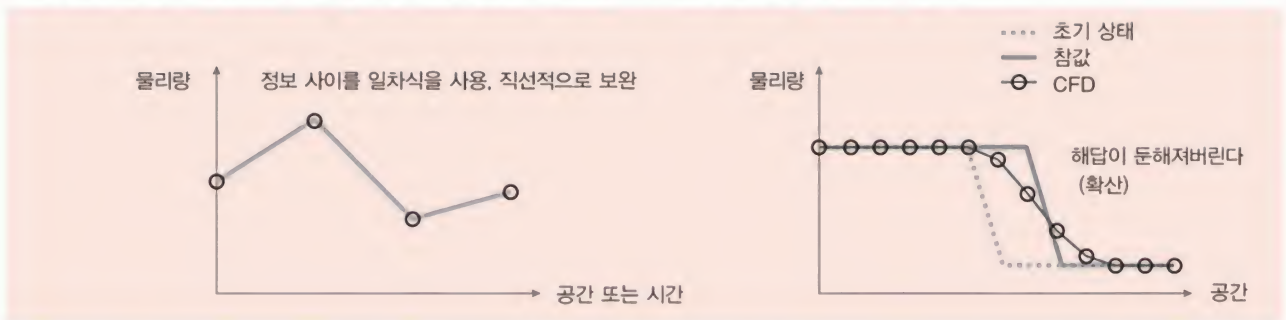 물리량
정보 사이를 일차식을 사용, 직선적으로 보완
공간 또는 시간
초기 상태
참값
CFD
물리량
해답이 둔해져버린다
(확산)
공간